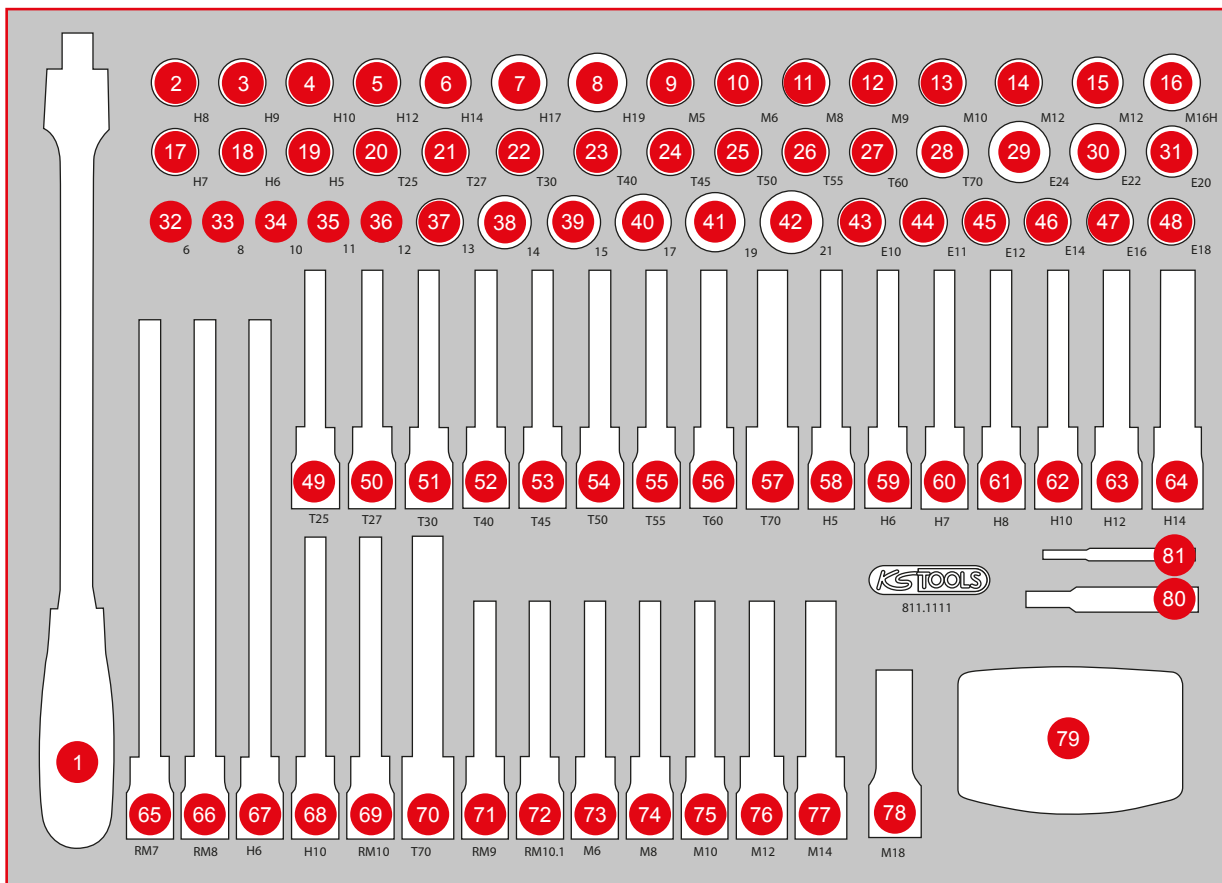 2 3 4 5 6 7 8 9 10 11 12 13 14 15 16
H8 H9 H10 H12 H14 H17 H19 M5 M6 M8 M9 M10 M12 M12 M16H
17 18 19 20 21 22 23 24 25 26 27 28 29 30 31
H7 H6 H5 T25 T27 T30 T40 T45 T50 T55 T60 T70 E24 E22 E20
32 33 34 35 36 37 38 39 40 41 42 43 44 45 46 47 48
6 8 10 11 12 13 14 15 17 19 21 E10 E11 E12 E14 E16 E18
49 50 51 52 53 54 55 56 57 58 59 60 61 62 63 64
T25 T27 T30 T40 T45 T50 T55 T60 T70 H5 H6 H7 H8 H10 H12 H14
81
KS TOOLS
80
811.1111
79
1
65 66 67 68 69 70 71 72 73 74 75 76 77 78
RM7 RM8 H6 H10 RM10 T70 RM9 RM10.1 M6 M8 M10 M12 M14 M18